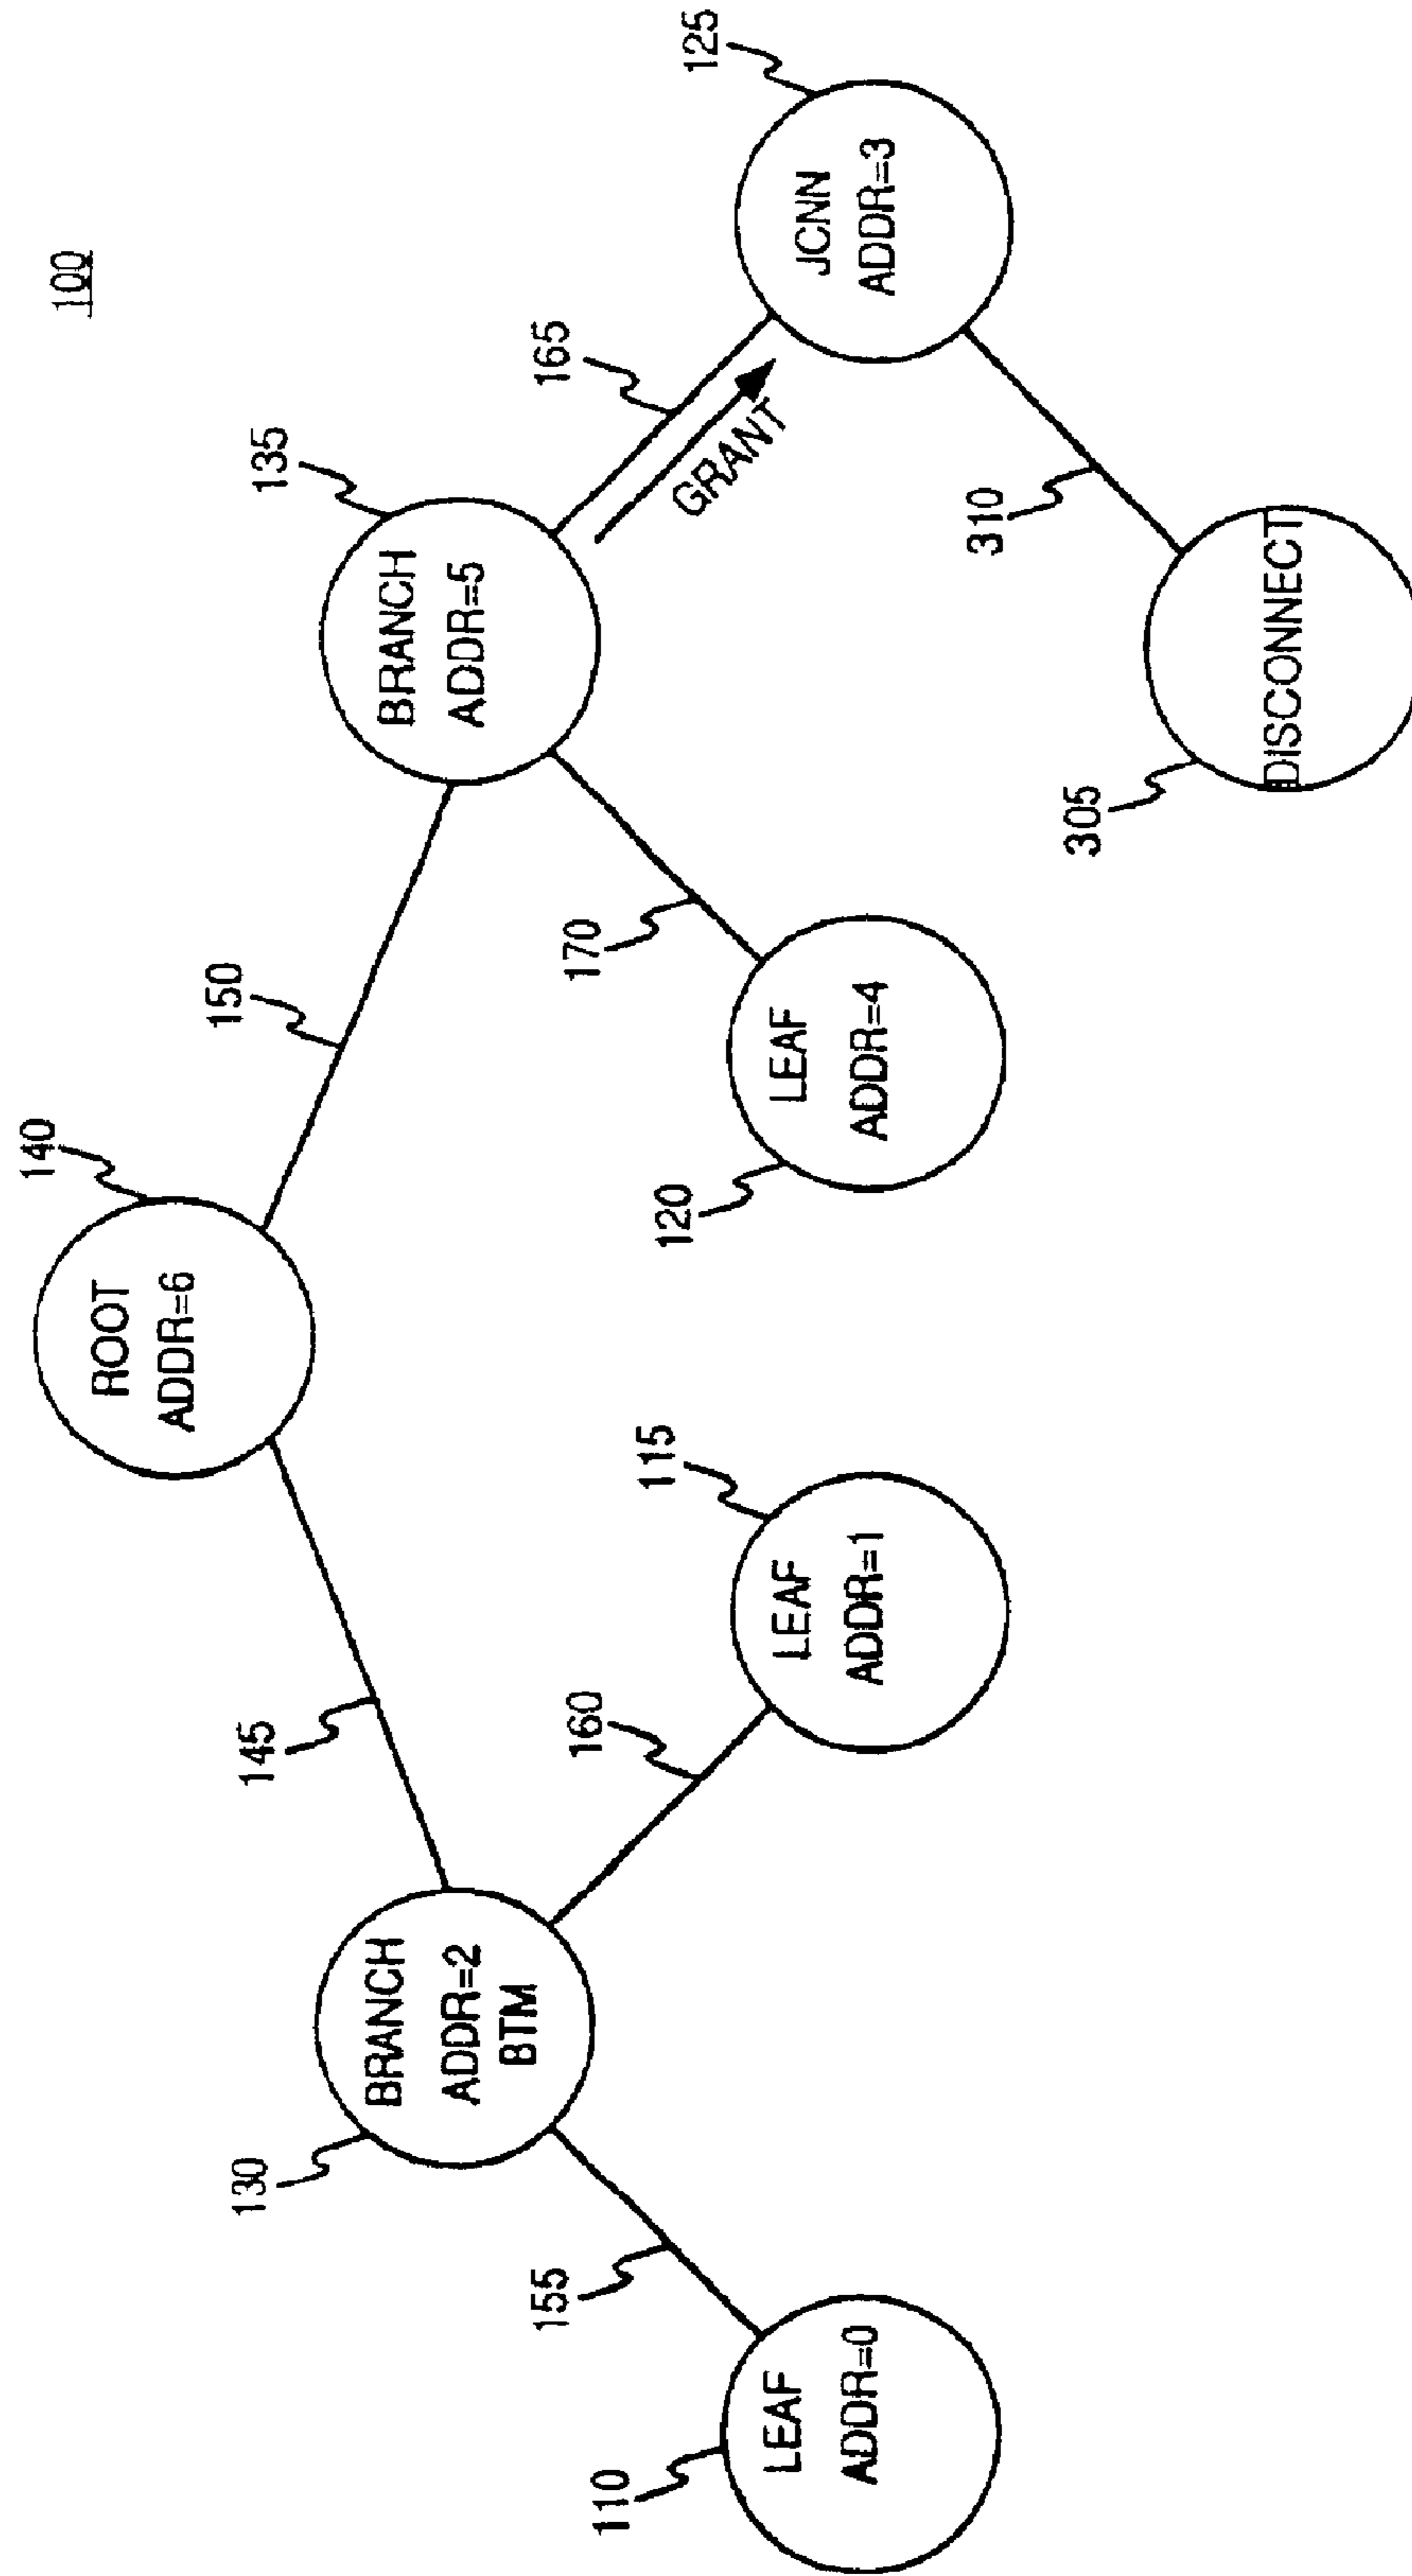 100
140
ROOT
ADDR=6
145
150
130
BRANCH
ADDR=2
BTM
135
BRANCH
ADDR=5
155
160
170
165
GRANT
110
LEAF
ADDR=0
115
LEAF
ADDR=1
120
LEAF
ADDR=4
125
JCNN
ADDR=3
310
305
DISCONNECT